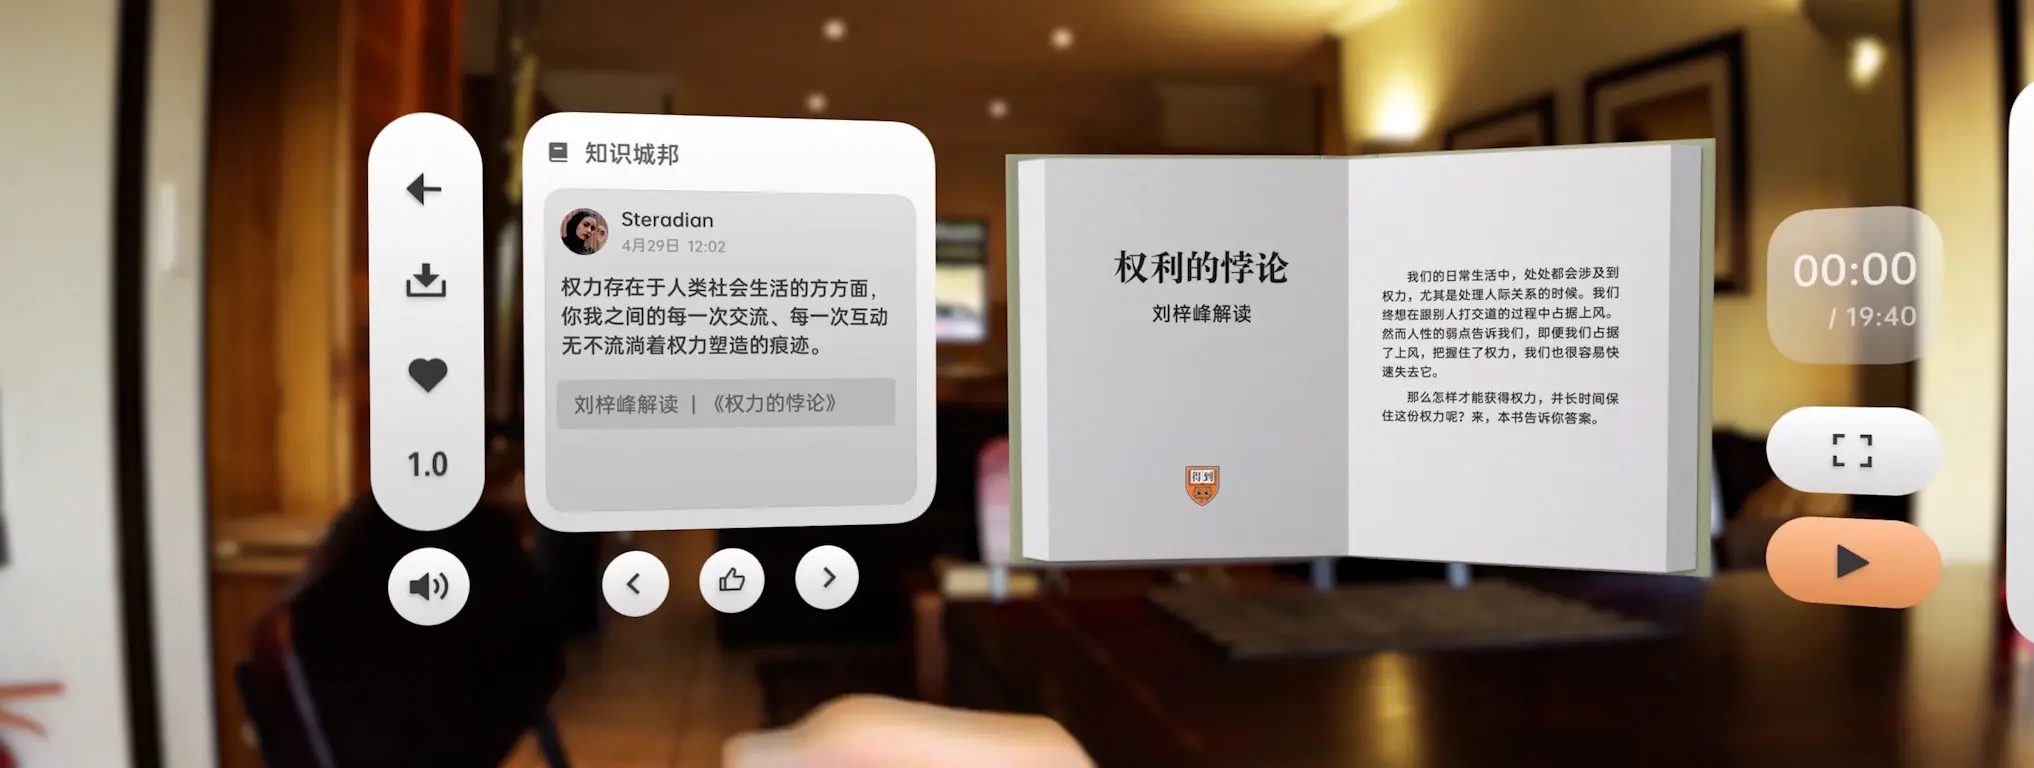 知识城邦
Steradian
4月29日 12:02
权力存在于人类社会生活的方方面，
你我之间的每一次交流、每一次互动
无不流淌着权力塑造的痕迹。
刘梓峰解读 | 《权力的悖论》
1.0
权利的悖论
刘梓峰解读
得到
我们的日常生活中，处处都会涉及到
权力，尤其是处理人际关系的时候。我们
终想在跟别人打交道的过程中占据上风。
然而人性的弱点告诉我们，即便我们占据
了上风，把握住了权力，我们也很容易快
速失去它。
那么怎样才能获得权力，并长时间保
住这份权力呢？来，本书告诉你答案。
00:00
/ 19:40